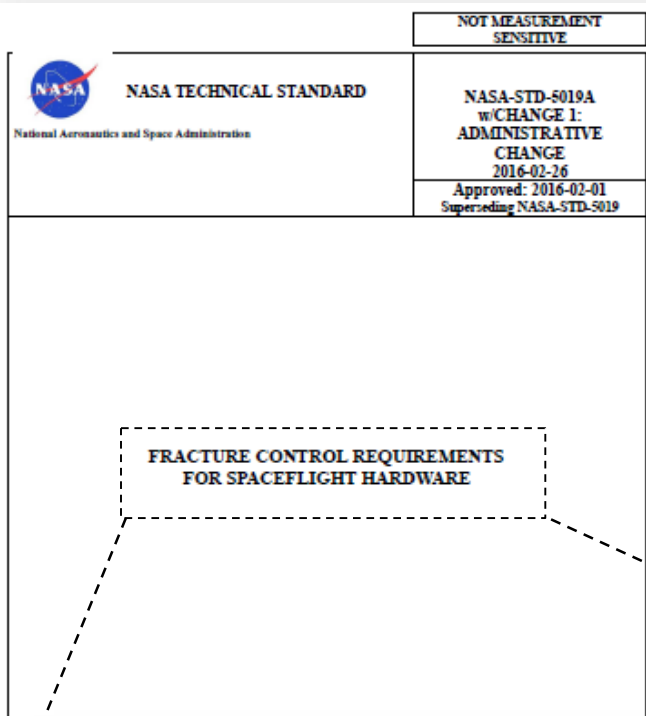 NOT MEASUREMENT
SENSITIVE
NASA
NASA TECHNICAL STANDARD
National Aeronautics and Space Administration
NASA-STD-5019A
w/CHANGE 1:
ADMINISTRATIVE
CHANGE
2016-02-26
Approved: 2016-02-01
Superseding NASA-STD-5019
FRACTURE CONTROL REQUIREMENTS
FOR SPACEFLIGHT HARDWARE